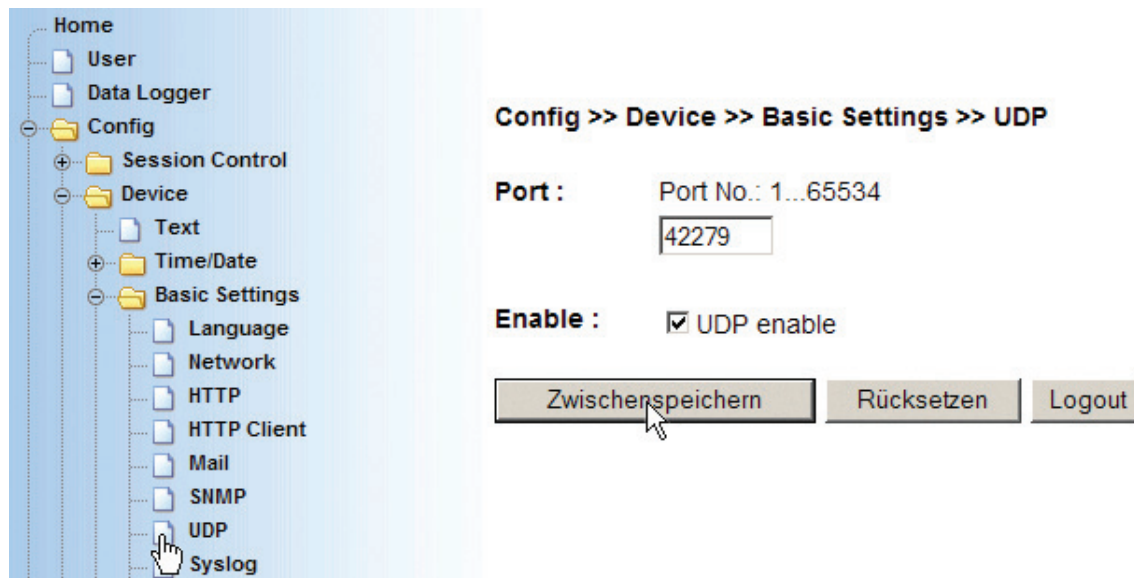 Home
User
Data Logger
Config
Session Control
Device
Text
Time/Date
Basic Settings
Language
Network
HTTP
HTTP Client
Mail
SNMP
UDP
Syslog
Config >> Device >> Basic Settings >> UDP
Port : Port No.: 1...65534
42279
Enable : UDP enable
Zwischenspeichern Rücksetzen Logout